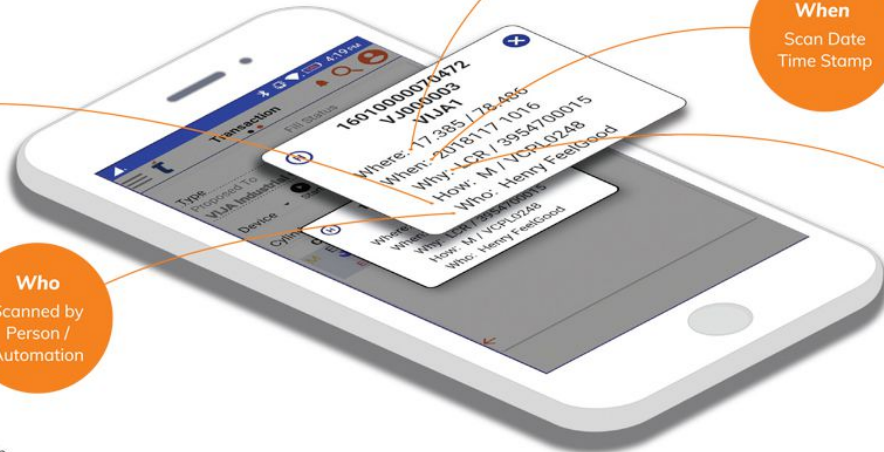 When
Scan Date
Time Stamp
4:19 PM
Transaction
Fill Status
Type
Proposed To
VIJA Industrial
Device
16010000070472
VJ000003
VIJA1
Where: 17.385 / 78.486
When: 2018117 1016
Why: LCR / 3954700015
How: M / VCPL0248
Who: Henry FeelGood
H
Why: LCR / 3954700015
How: M / VCPL0248
Who: Henry FeelGood
Who
Scanned by
Person /
Automation